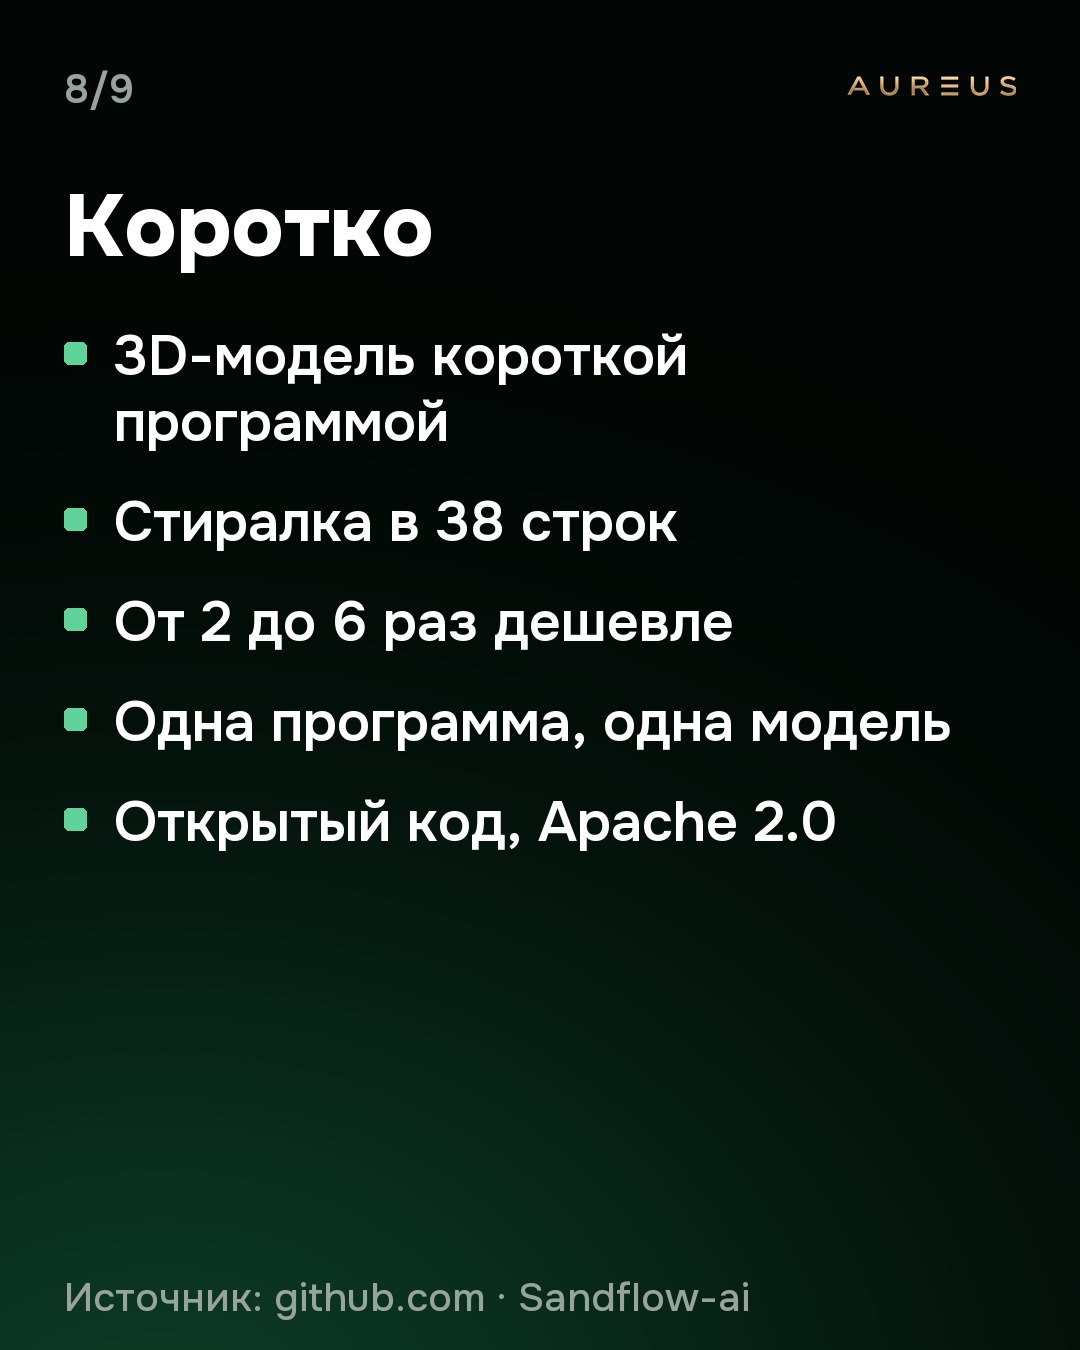 8/9
AUREUS
Коротко
3D-модель короткой
программой
Стиралка в 38 строк
От 2 до 6 раз дешевле
Одна программа, одна модель
Открытый код, Apache 2.0
Источник: github.com · Sandflow-ai